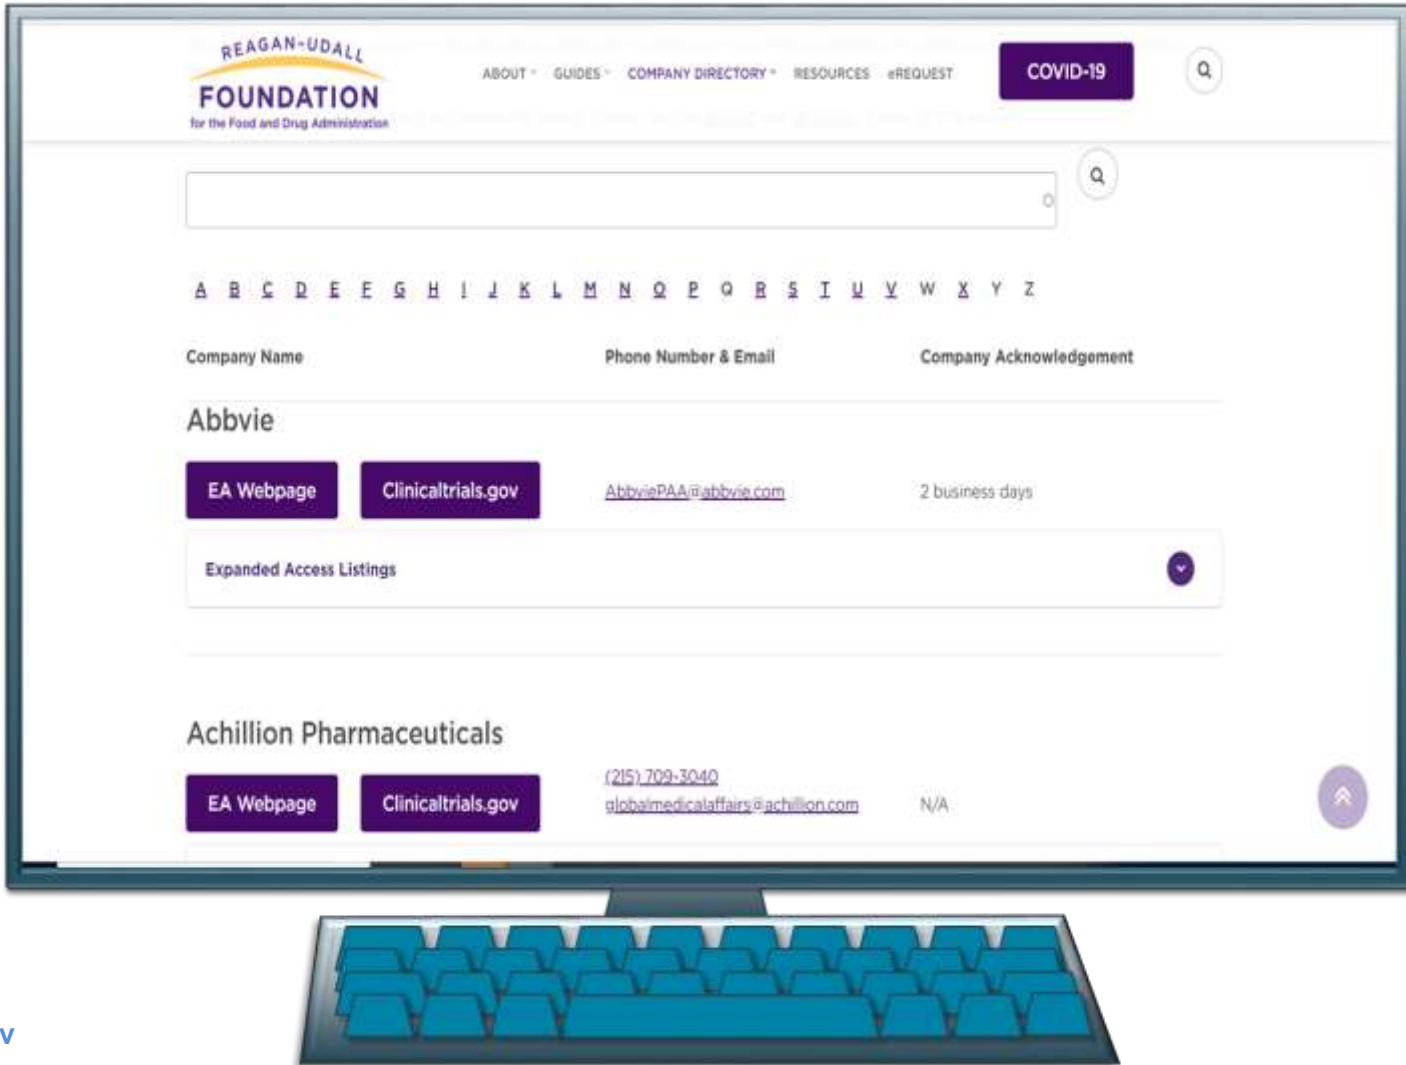 REAGAN-UDALL
FOUNDATION
for the Food and Drug Administration
ABOUT GUIDES COMPANY DIRECTORY RESOURCES eREQUEST
COVID-19
A B C D E F G H I J K L M N O P Q R S T U V W X Y Z
Company Name Phone Number & Email Company Acknowledgement
Abbvie
EA Webpage Clinicaltrials.gov AbbviePAA@abbvie.com 2 business days
Expanded Access Listings
Achillion Pharmaceuticals
(215) 709-3040
EA Webpage Clinicaltrials.gov globalmedicalaffairs@achillion.com N/A
v